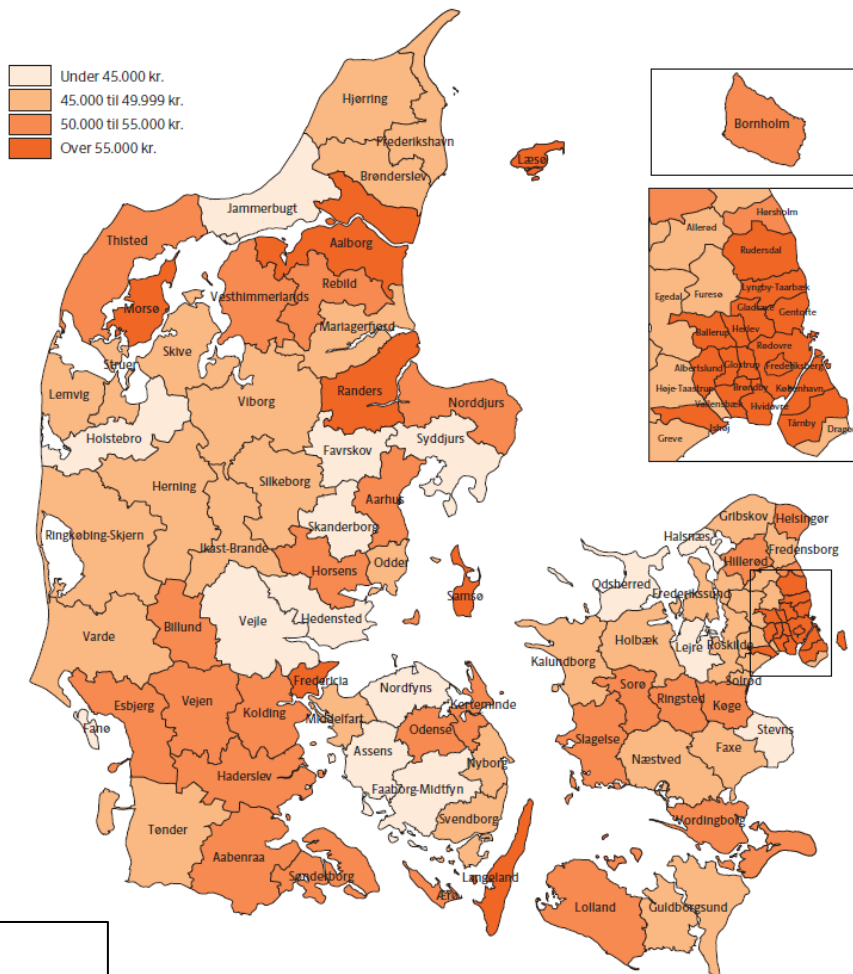 Under 45.000 kr.
45.000 til 49.999 kr.
50.000 til 55.000 kr.
Over 55.000 kr.
Hjørring
Frederikshavn
Brønderslev
Læsø
Jammerbugt
Thisted
Aalborg
Vesthimmerlands
Rebild
Morsø
Mariagerfjord
Skive
Struer
Lemvig
Viborg
Randers
Norddjurs
Holstebro
Favrskov
Syddjurs
Herning
Silkeborg
Aarhus
Skanderborg
Ringkøbing-Skjern
Ikast-Brande
Odder
Horsens
Samsø
Hedensted
Vejle
Billund
Varde
Fredericia
Esbjerg
Vejen
Kolding
Middelfart
Fanø
Nordfyns
Kerteminde
Odense
Assens
Nyborg
Haderslev
Faaborg-Midtfyn
Svendborg
Tønder
Aabenraa
Sønderborg
Ærø
Langeland
Bornholm
Hørsholm
Allerød
Rudersdal
Lyngby-Taarbæk
Egedal
Furesø
Gladsaxe
Gentofte
Ballerup
Herlev
Rødovre
Albertslund
Glostrup
Frederiksberg
Høje-Taastrup
Brøndby
København
Vallensbæk
Hvidovre
Ishøj
Tårnby
Dragør
Greve
Gribskov
Helsingør
Halsnæs
Fredensborg
Hillerød
Odsherred
Frederikssund
Holbæk
Lejre
Roskilde
Kalundborg
Solrød
Sorø
Ringsted
Køge
Slagelse
Stevns
Næstved
Faxe
Vordingborg
Lolland
Guldborgsund